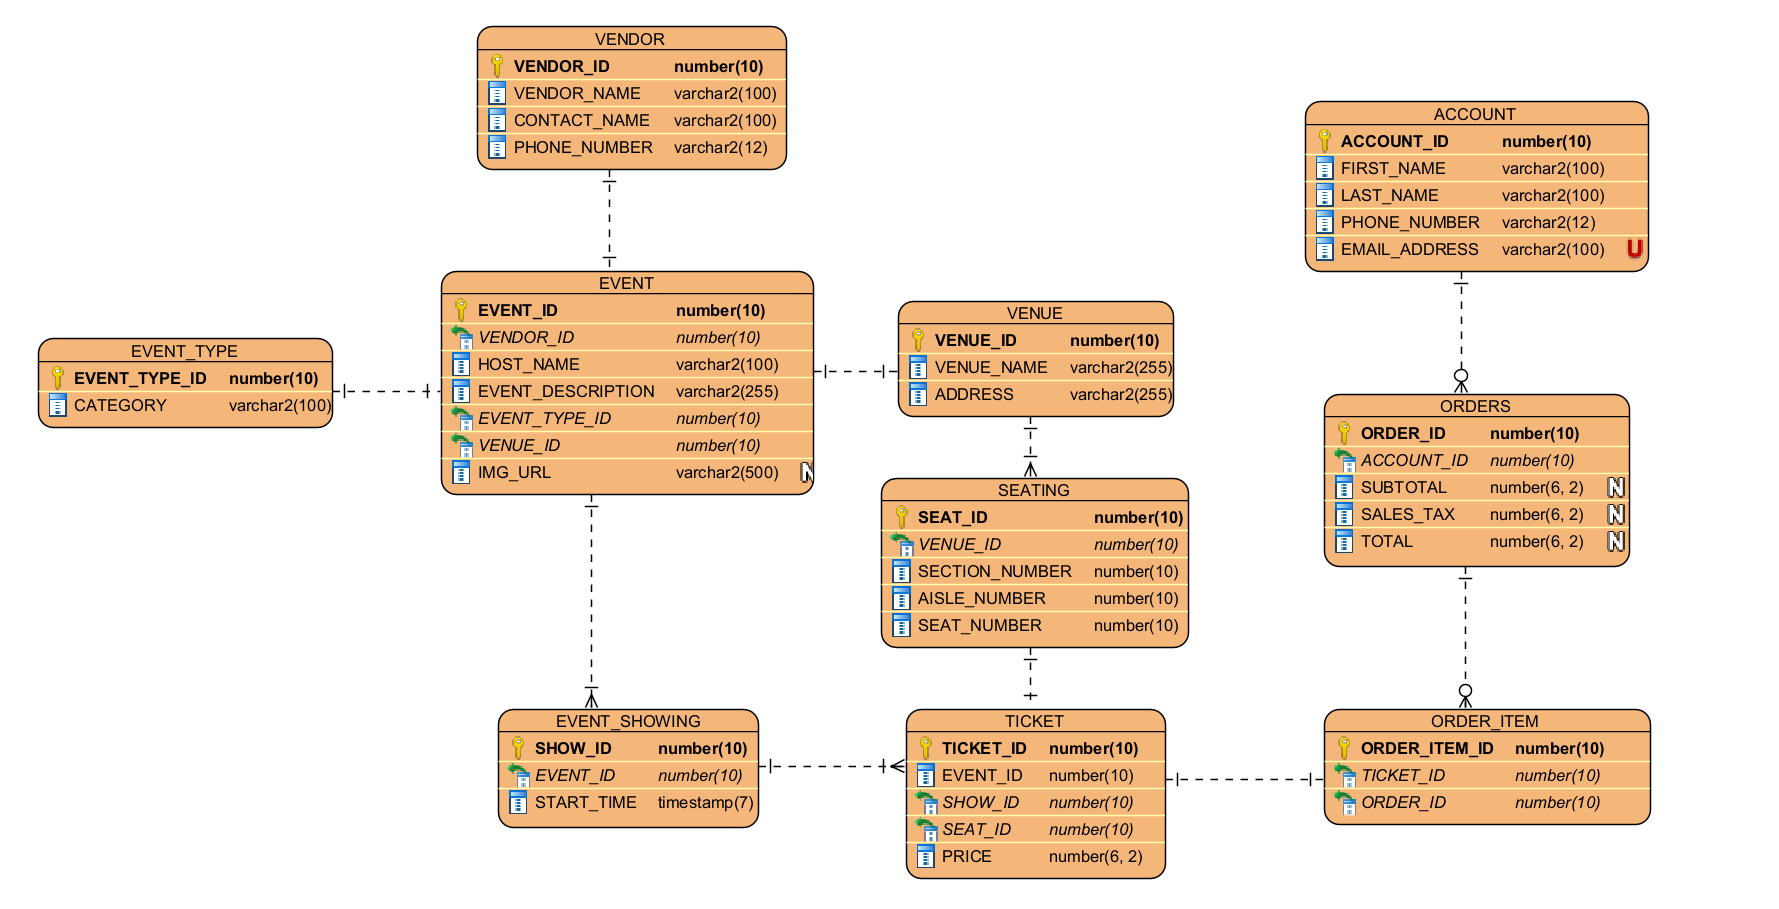 VENDOR
VENDOR_ID number(10)
VENDOR_NAME varchar2(100)
CONTACT_NAME varchar2(100)
PHONE_NUMBER varchar2(12)
ACCOUNT
ACCOUNT_ID number(10)
FIRST_NAME varchar2(100)
LAST_NAME varchar2(100)
PHONE_NUMBER varchar2(12)
EMAIL_ADDRESS varchar2(100) U
EVENT
EVENT_ID number(10)
VENDOR_ID number(10)
HOST_NAME varchar2(100)
EVENT_DESCRIPTION varchar2(255)
EVENT_TYPE_ID number(10)
VENUE_ID number(10)
IMG_URL varchar2(500) N
EVENT_TYPE
EVENT_TYPE_ID number(10)
CATEGORY varchar2(100)
VENUE
VENUE_ID number(10)
VENUE_NAME varchar2(255)
ADDRESS varchar2(255)
ORDERS
ORDER_ID number(10)
ACCOUNT_ID number(10)
SUBTOTAL number(6, 2) N
SALES_TAX number(6, 2) N
TOTAL number(6, 2) N
SEATING
SEAT_ID number(10)
VENUE_ID number(10)
SECTION_NUMBER number(10)
AISLE_NUMBER number(10)
SEAT_NUMBER number(10)
EVENT_SHOWING
SHOW_ID number(10)
EVENT_ID number(10)
START_TIME timestamp(7)
TICKET
TICKET_ID number(10)
EVENT_ID number(10)
SHOW_ID number(10)
SEAT_ID number(10)
PRICE number(6, 2)
ORDER_ITEM
ORDER_ITEM_ID number(10)
TICKET_ID number(10)
ORDER_ID number(10)